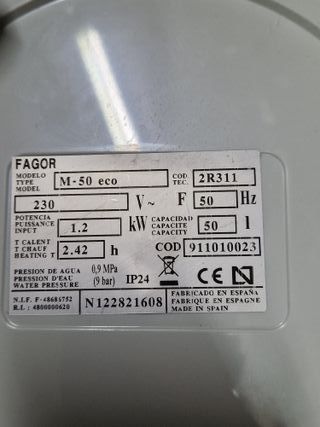 FAGOR
MODELO TYPE MODEL M-50 eco COD. TEC. 2R311
230 V~ F 50 Hz
POTENCIA PUISSANCE INPUT 1.2 kW CAPACIDAD CAPACITE CAPACITY 50 l
T CALENT T CHAUF HEATING T 2.42 h COD 911010023
PRESION DE AGUA
PRESSION D'EAU
WATER PRESSURE
0,9 MPa
(9 bar)
IP24
CE N
N.I.F. F-48686752
R.I.: 4800000620
N122821608
FABRICADO EN ESPAÑA
FABRIQUE EN ESPAGNE
MADE IN SPAIN